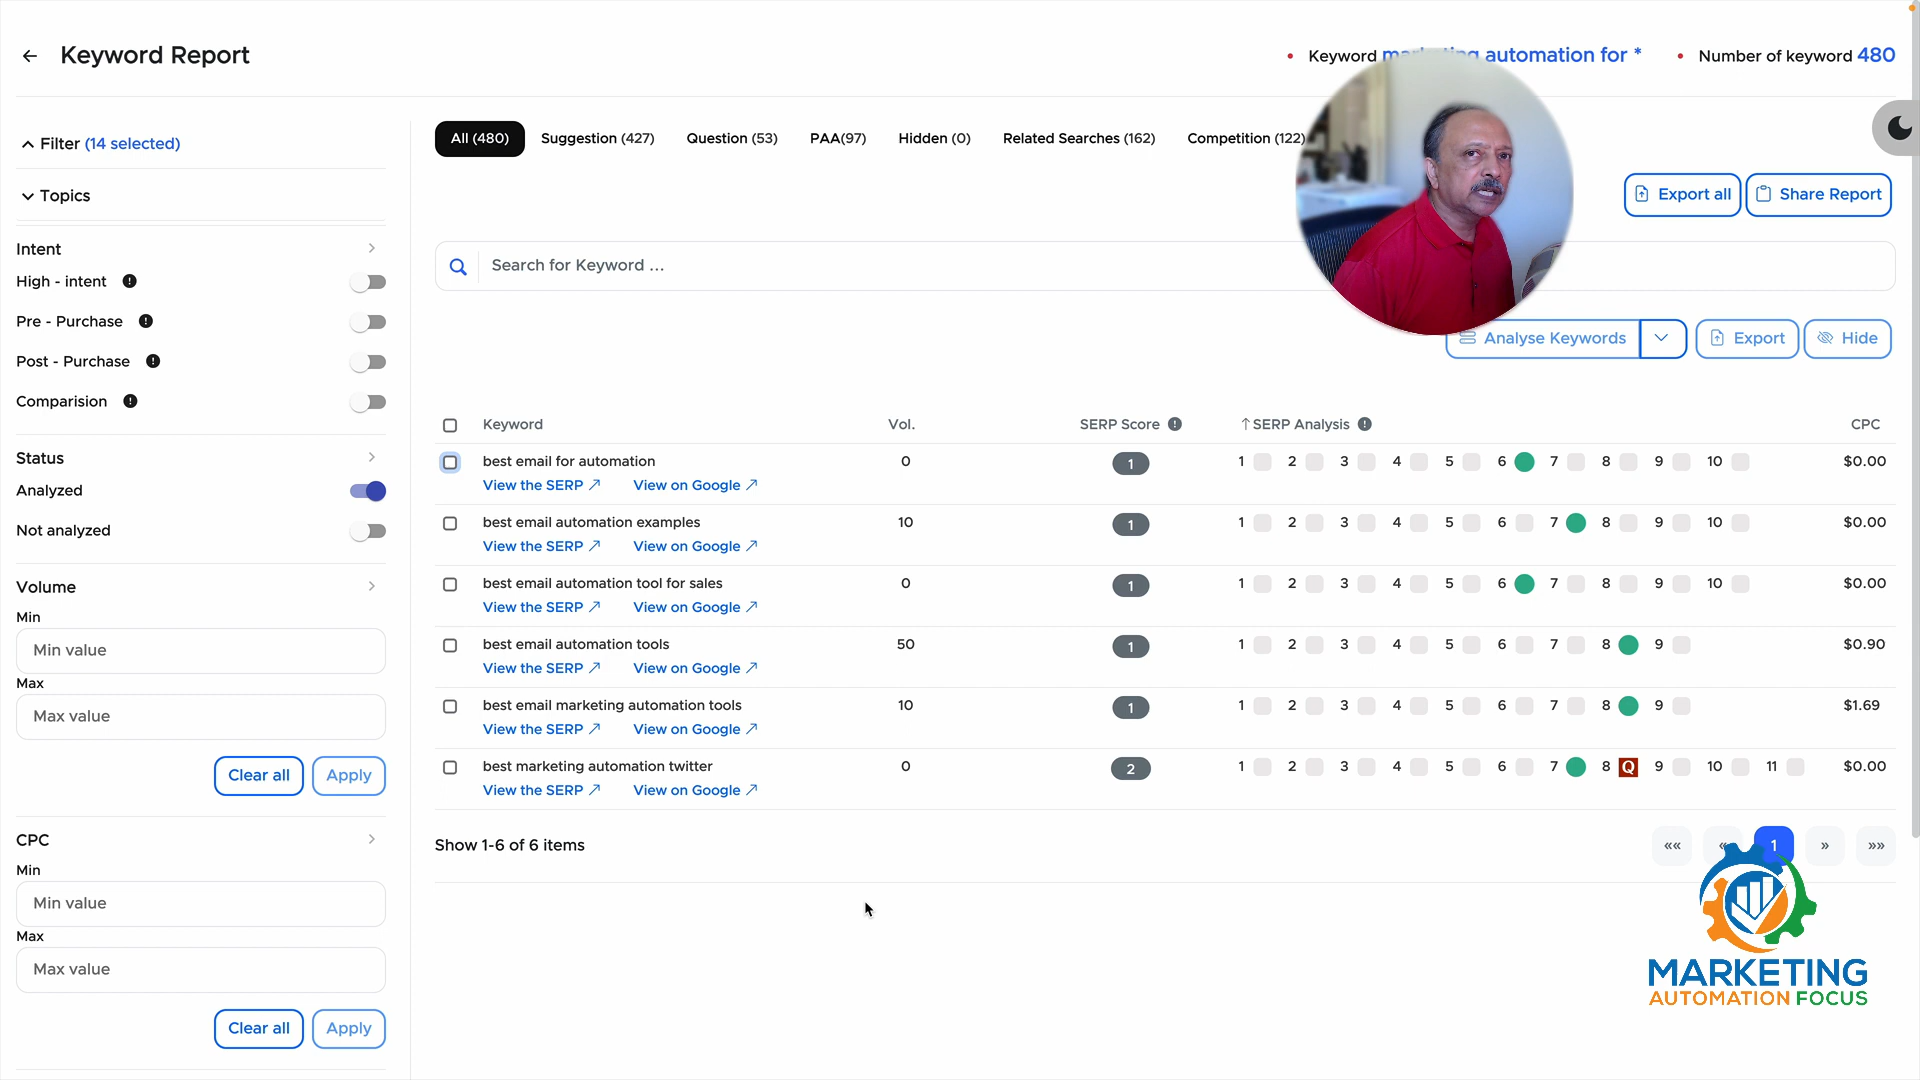 Keyword Report
Keyword marketing automation for *
Number of keyword 480
Filter (14 selected)
Topics
Intent
High - intent
Pre - Purchase
Post - Purchase
Comparision
Status
Analyzed
Not analyzed
Volume
Min
Min value
Max
Max value
Clear all
Apply
CPC
Min
Min value
Max
Max value
Clear all
Apply
All (480)
Suggestion (427)
Question (53)
PAA(97)
Hidden (0)
Related Searches (162)
Competition (122)
Export all
Share Report
Search for Keyword ...
Analyse Keywords
Export
Hide
Keyword Vol. SERP Score SERP Analysis CPC
best email for automation 0 1 1 2 3 4 5 6 7 8 9 10 $0.00
View the SERP View on Google
best email automation examples 10 1 1 2 3 4 5 6 7 8 9 10 $0.00
View the SERP View on Google
best email automation tool for sales 0 1 1 2 3 4 5 6 7 8 9 10 $0.00
View the SERP View on Google
best email automation tools 50 1 1 2 3 4 5 6 7 8 9 $0.90
View the SERP View on Google
best email marketing automation tools 10 1 1 2 3 4 5 6 7 8 9 $1.69
View the SERP View on Google
best marketing automation twitter 0 2 1 2 3 4 5 6 7 8 Q 9 10 11 $0.00
View the SERP View on Google
Show 1-6 of 6 items
«« « 1 » »»
MARKETING
AUTOMATION FOCUS